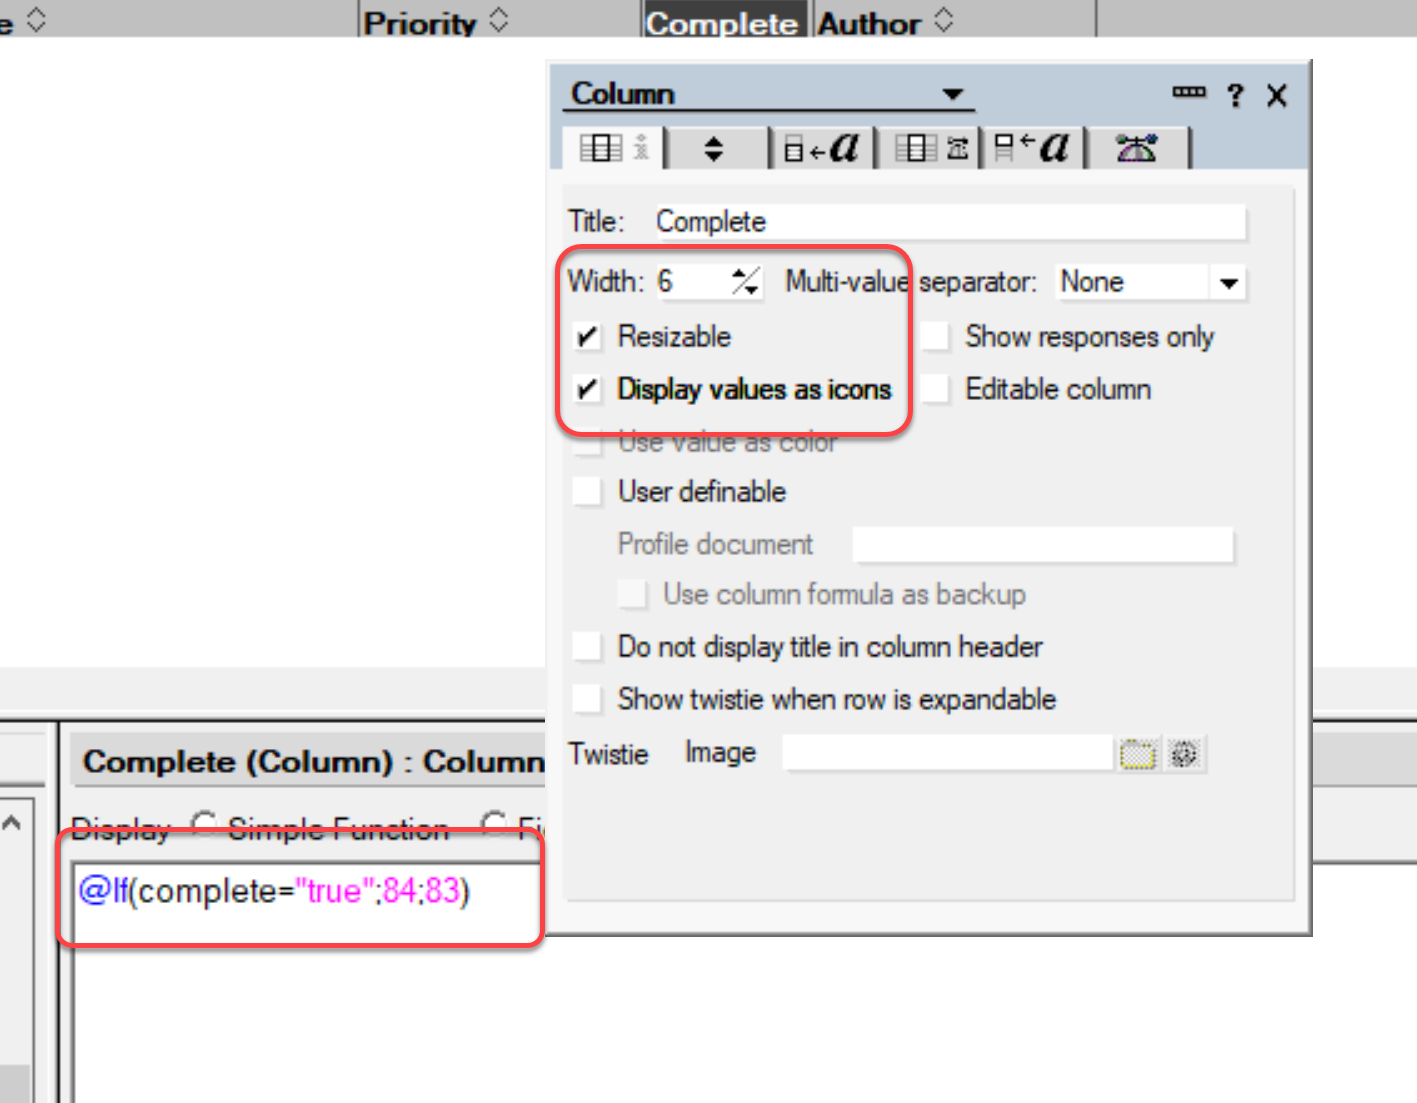 e Priority Complete Author
Column ?
Title: Complete
Width: 6 Multi-value separator: None
Resizable Show responses only
Display values as icons Editable column
Use value as color
User definable
Profile document
Use column formula as backup
Do not display title in column header
Show twistie when row is expandable
Twistie Image
Complete (Column) : Column
Display Simple Function Fi
@If(complete="true";84;83)